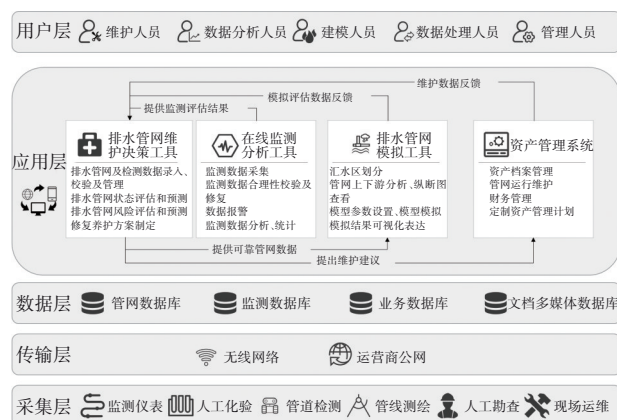 用户层 维护人员 数据分析人员 建模人员 数据处理人员 管理人员
维护数据反馈
模拟评估数据反馈
提供监测评估结果
应用层
排水管网维护决策工具
排水管网及检测数据录入、
校验及管理
排水管网状态评估和预测
排水管网风险评估和预测
修复养护方案制定
在线监测
分析工具
监测数据采集
监测数据合理性校验及
修复
数据报警
监测数据分析、统计
排水管网
模拟工具
汇水区划分
管网上下游分析、纵断图
查看
模型参数设置、模型模拟
模拟结果可视化表达
资产管理系统
资产档案管理
管网运行维护
财务管理
定制资产管理计划
提供可靠管网数据
提出维护建议
数据层 管网数据库 监测数据库 业务数据库 文档多媒体数据库
传输层 无线网络 运营商公网
采集层 监测仪表 人工化验 管道检测 管线测绘 人工勘查 现场运维